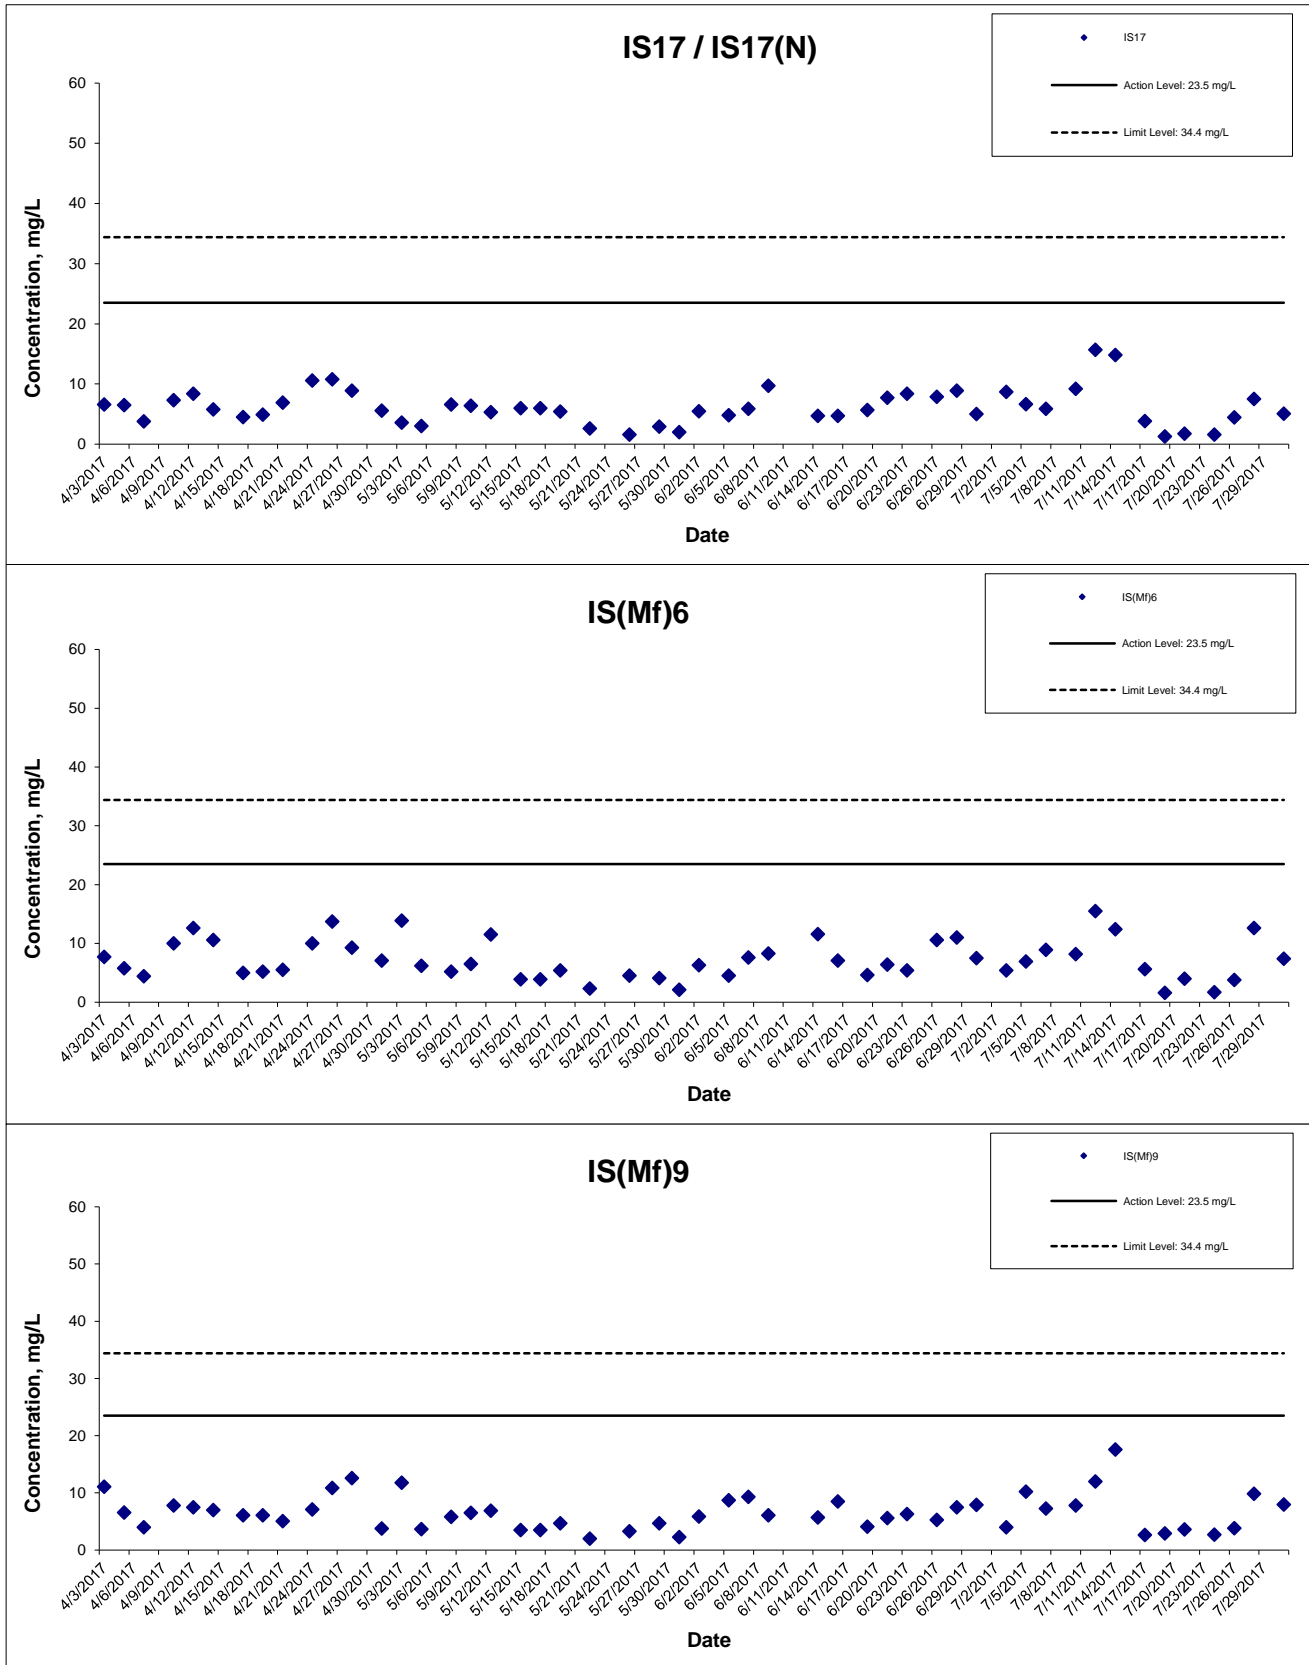 IS17 / IS17(N)
IS17
Action Level: 23.5 mg/L
Limit Level: 34.4 mg/L
Concentration, mg/L
60
50
40
30
20
10
0
4/3/2017 4/6/2017 4/9/2017 4/12/2017 4/15/2017 4/18/2017 4/21/2017 4/24/2017 4/27/2017 4/30/2017 5/3/2017 5/6/2017 5/9/2017 5/12/2017 5/15/2017 5/18/2017 5/21/2017 5/24/2017 5/27/2017 5/30/2017 6/2/2017 6/5/2017 6/8/2017 6/11/2017 6/14/2017 6/17/2017 6/20/2017 6/23/2017 6/26/2017 6/29/2017 7/2/2017 7/5/2017 7/8/2017 7/11/2017 7/14/2017 7/17/2017 7/20/2017 7/23/2017 7/26/2017 7/29/2017
Date
IS(Mf)6
IS(Mf)6
Action Level: 23.5 mg/L
Limit Level: 34.4 mg/L
Concentration, mg/L
60
50
40
30
20
10
0
4/3/2017 4/6/2017 4/9/2017 4/12/2017 4/15/2017 4/18/2017 4/21/2017 4/24/2017 4/27/2017 4/30/2017 5/3/2017 5/6/2017 5/9/2017 5/12/2017 5/15/2017 5/18/2017 5/21/2017 5/24/2017 5/27/2017 5/30/2017 6/2/2017 6/5/2017 6/8/2017 6/11/2017 6/14/2017 6/17/2017 6/20/2017 6/23/2017 6/26/2017 6/29/2017 7/2/2017 7/5/2017 7/8/2017 7/11/2017 7/14/2017 7/17/2017 7/20/2017 7/23/2017 7/26/2017 7/29/2017
Date
IS(Mf)9
IS(Mf)9
Action Level: 23.5 mg/L
Limit Level: 34.4 mg/L
Concentration, mg/L
60
50
40
30
20
10
0
4/3/2017 4/6/2017 4/9/2017 4/12/2017 4/15/2017 4/18/2017 4/21/2017 4/24/2017 4/27/2017 4/30/2017 5/3/2017 5/6/2017 5/9/2017 5/12/2017 5/15/2017 5/18/2017 5/21/2017 5/24/2017 5/27/2017 5/30/2017 6/2/2017 6/5/2017 6/8/2017 6/11/2017 6/14/2017 6/17/2017 6/20/2017 6/23/2017 6/26/2017 6/29/2017 7/2/2017 7/5/2017 7/8/2017 7/11/2017 7/14/2017 7/17/2017 7/20/2017 7/23/2017 7/26/2017 7/29/2017
Date